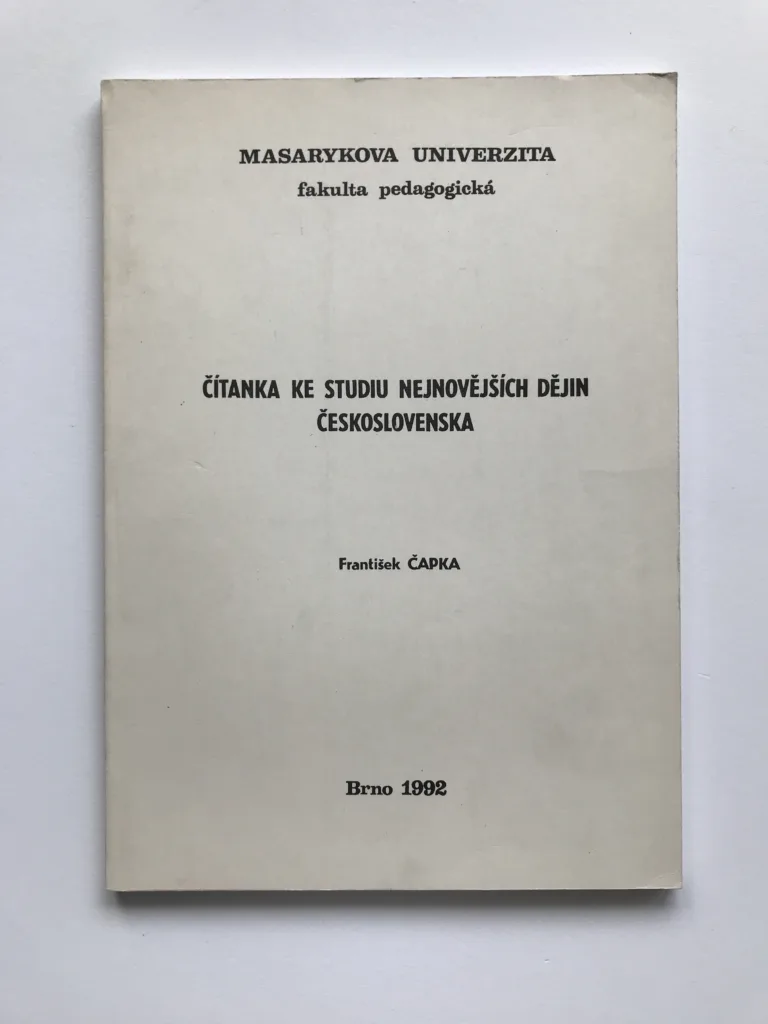 MASARYKOVA UNIVERZITA
fakulta pedagogická
ČÍTANKA KE STUDIU NEJNOVĚJŠÍCH DĚJIN
ČESKOSLOVENSKA
František ČAPKA
Brno 1992